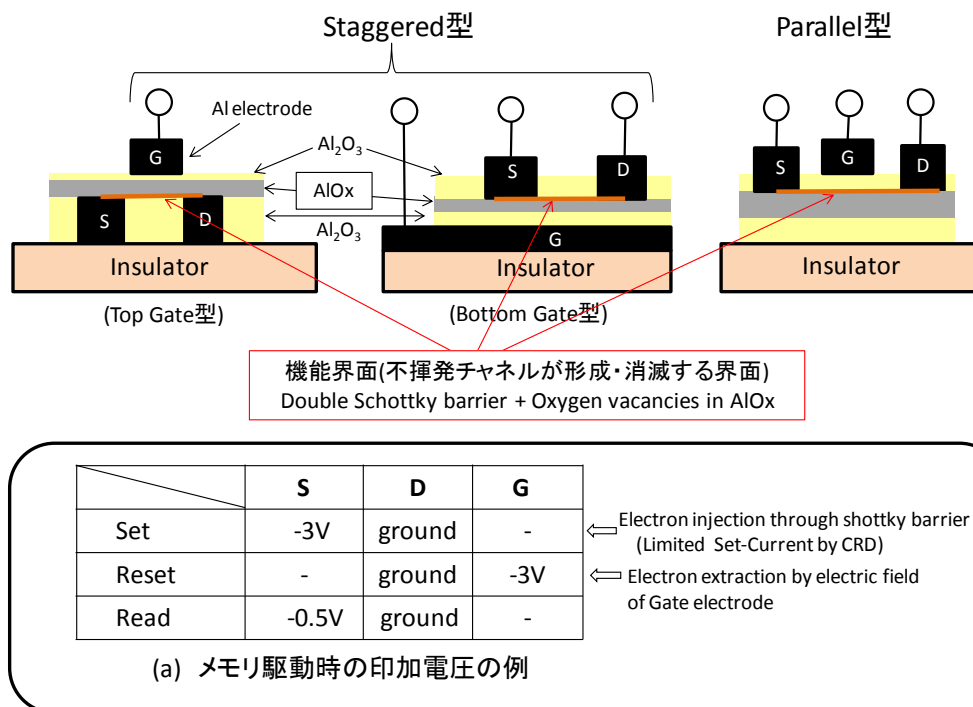 Staggered型
Parallel型
Al electrode
G
Al2O3
AlOx
Al2O3
S
D
Insulator
(Top Gate型)
S
D
G
Insulator
(Bottom Gate型)
S
G
D
Insulator
機能界面(不揮発チャネルが形成・消滅する界面)
Double Schottky barrier + Oxygen vacancies in AlOx
S D G
Set -3V ground -
Electron injection through shottky barrier
(Limited Set-Current by CRD)
Reset - ground -3V
Electron extraction by electric field
of Gate electrode
Read -0.5V ground -
(a) メモリ駆動時の印加電圧の例